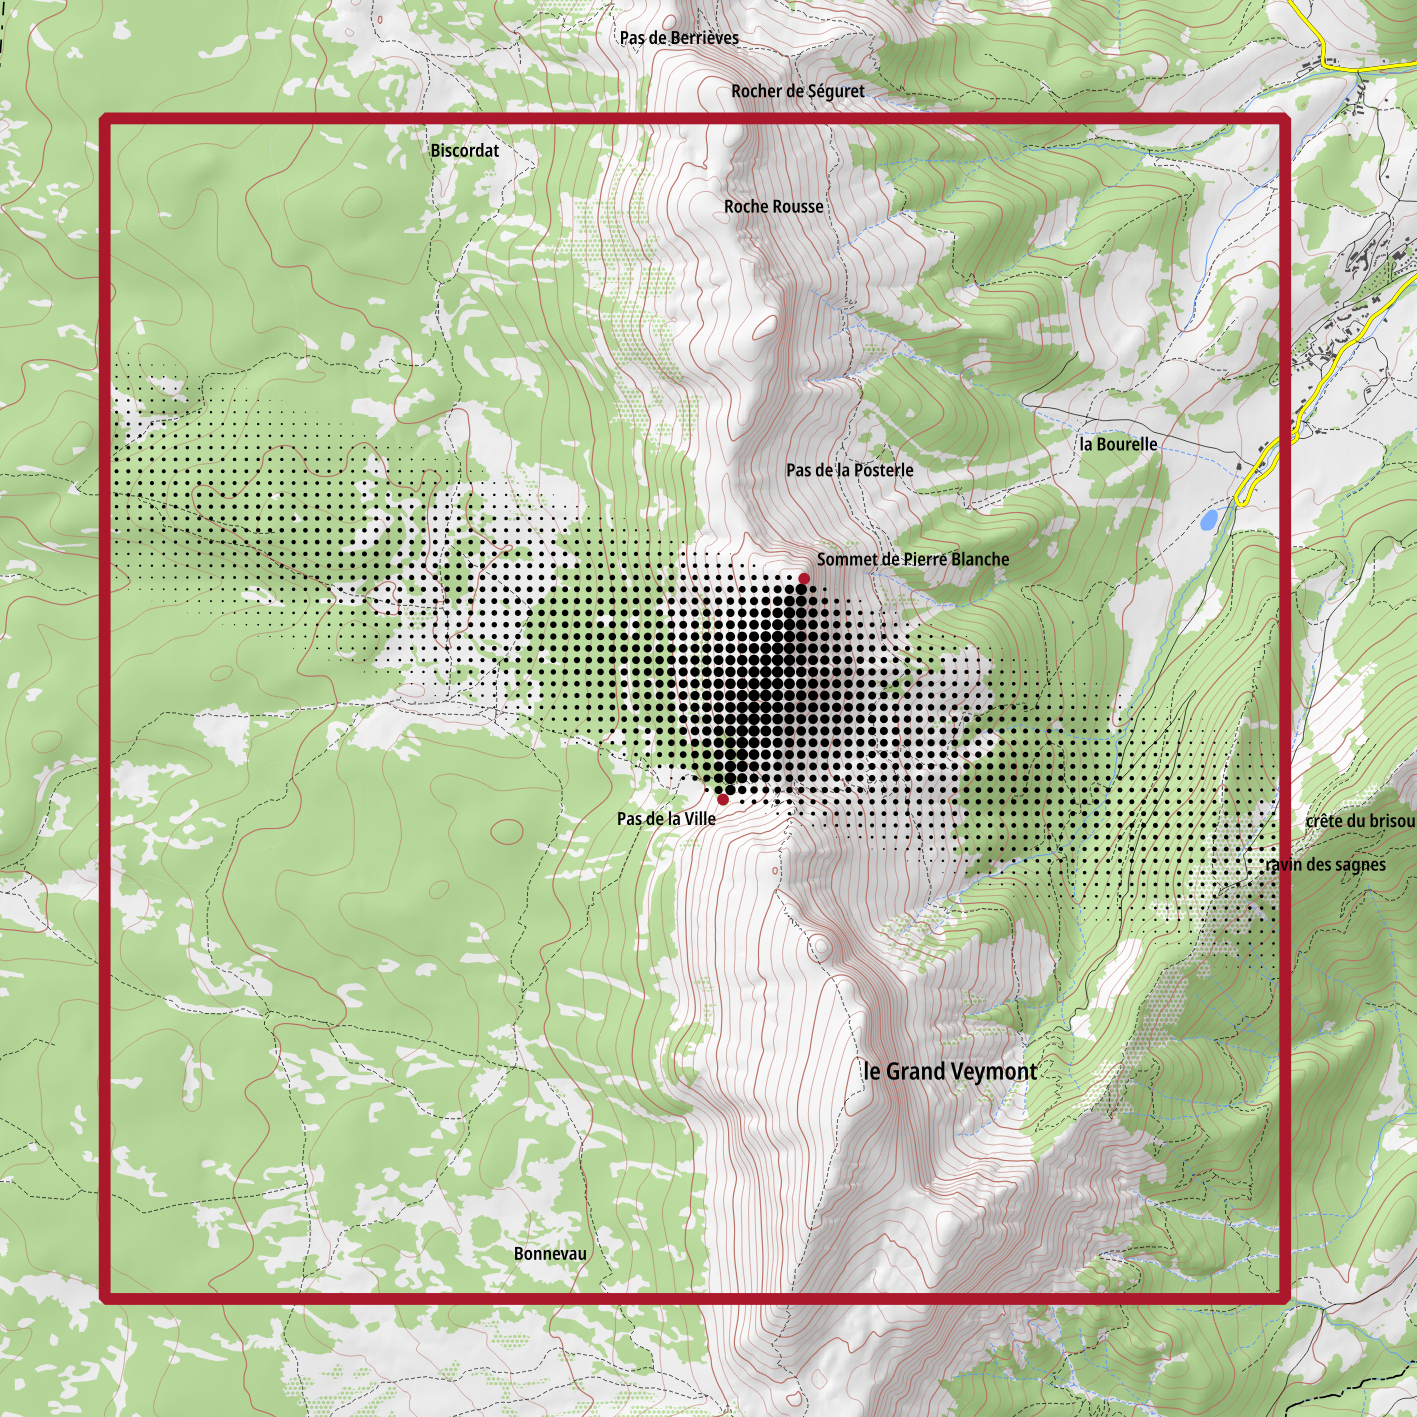 Pas de Berrièves
Rocher de Séguret
Biscordat
Roche Rousse
la Bourelle
Pas de la Posterle
Sommet de Pierre Blanche
Pas de la Ville
crête du brisou
ravin des sagnes
le Grand Veymont
Bonnevau